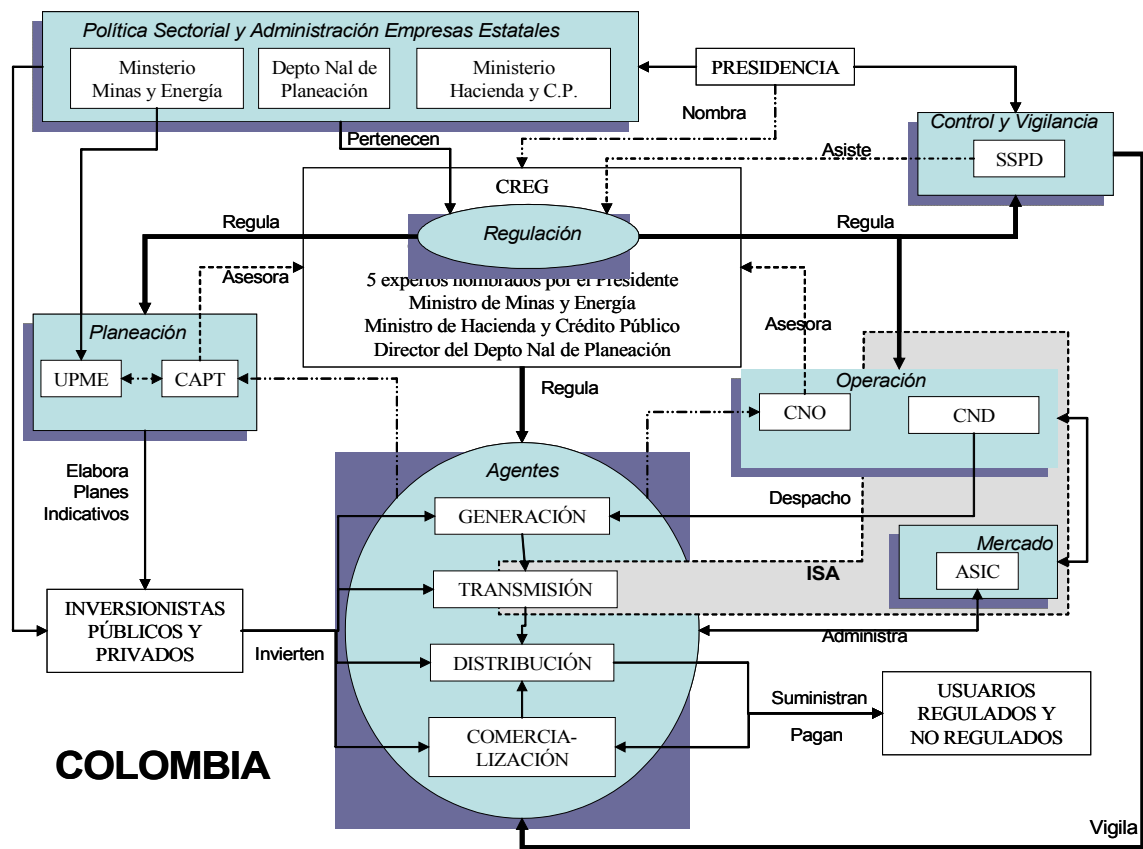 Política Sectorial y Administración Empresas Estatales
Minsterio
Minas y Energía
Depto Nal de
Planeación
Ministerio
Hacienda y C.P.
PRESIDENCIA
Nombra
Control y Vigilancia
SSPD
Pertenecen
Asiste
CREG
Regulación
Regula
Regula
5 expertos nombrados por el Presidente
Ministro de Minas y Energía
Ministro de Hacienda y Crédito Público
Director del Depto Nal de Planeación
Asesora
Asesora
Planeación
UPME
CAPT
Regula
Operación
CNO
CND
Elabora
Planes
Indicativos
Agentes
GENERACIÓN
Despacho
Mercado
ASIC
ISA
TRANSMISIÓN
INVERSIONISTAS
PÚBLICOS Y
PRIVADOS
Invierten
Administra
DISTRIBUCIÓN
Suministran
Pagan
USUARIOS
REGULADOS Y
NO REGULADOS
COMERCIA-
LIZACIÓN
COLOMBIA
Vigila